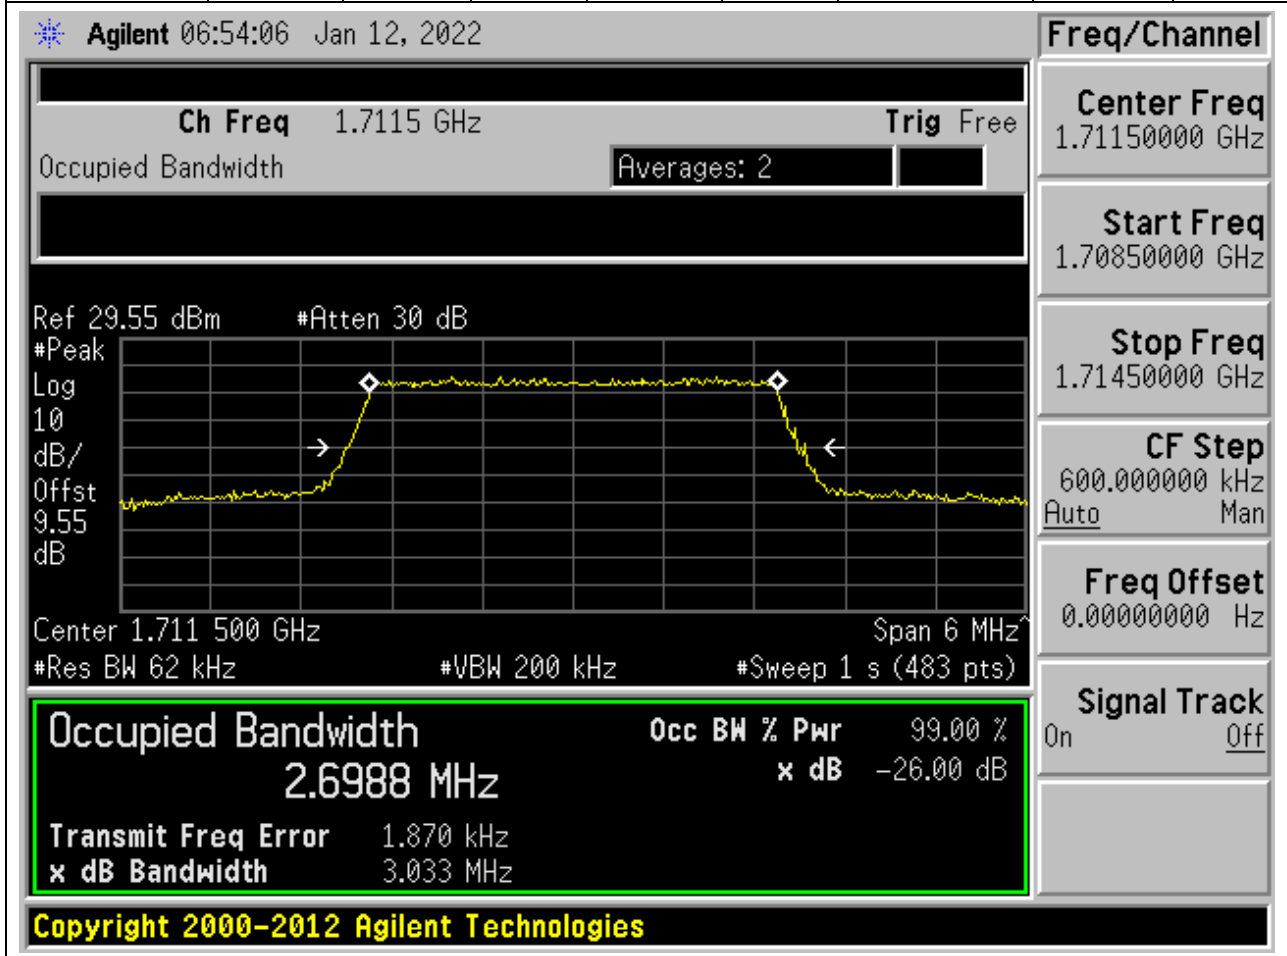 Agilent 06:54:06 Jan 12, 2022
Freq/Channel
Ch Freq 1.7115 GHz Trig Free
Occupied Bandwidth Averages: 2
Center Freq
1.71150000 GHz
Start Freq
1.70850000 GHz
Stop Freq
1.71450000 GHz
CF Step
600.000000 kHz
Auto Man
Freq Offset
0.00000000 Hz
Signal Track
On Off
Ref 29.55 dBm #Atten 30 dB
#Peak
Log
10
dB/
Offst
9.55
dB
Center 1.711 500 GHz Span 6 MHz^
#Res BW 62 kHz #VBW 200 kHz #Sweep 1 s (483 pts)
Occupied Bandwidth Occ BW % Pwr 99.00 %
2.6988 MHz x dB -26.00 dB
Transmit Freq Error 1.870 kHz
x dB Bandwidth 3.033 MHz
Copyright 2000-2012 Agilent Technologies